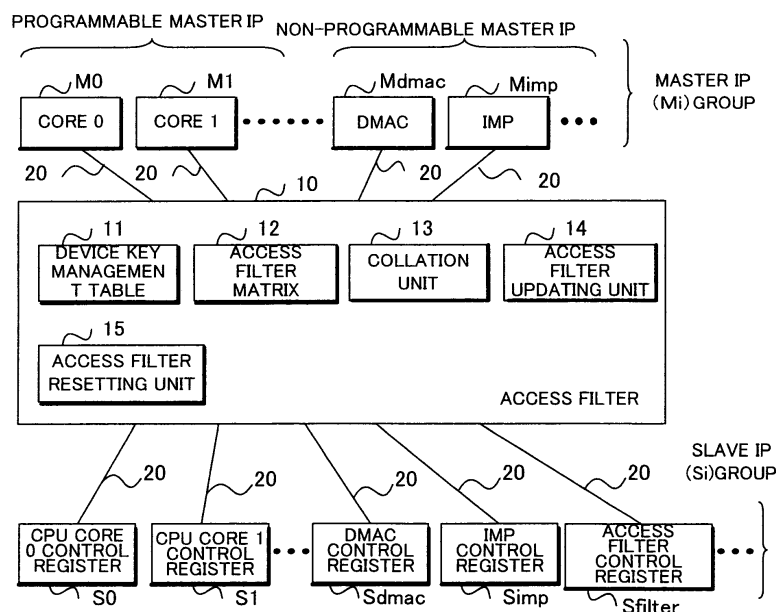 PROGRAMMABLE MASTER IP
NON-PROGRAMMABLE MASTER IP
M0
M1
Mdmac
Mimp
MASTER IP
(Mi) GROUP
CORE 0
CORE 1
DMAC
IMP
20
20
20
20
10
11
12
13
14
DEVICE KEY
MANAGEMEN
T TABLE
ACCESS
FILTER
MATRIX
COLLATION
UNIT
ACCESS
FILTER
UPDATING UNIT
15
ACCESS FILTER
RESETTING UNIT
ACCESS FILTER
SLAVE IP
(Si)GROUP
20
20
20
20
20
CPU CORE
0 CONTROL
REGISTER
CPU CORE 1
CONTROL
REGISTER
DMAC
CONTROL
REGISTER
IMP
CONTROL
REGISTER
ACCESS
FILTER
CONTROL
REGISTER
S0
S1
Sdmac
Simp
Sfilter